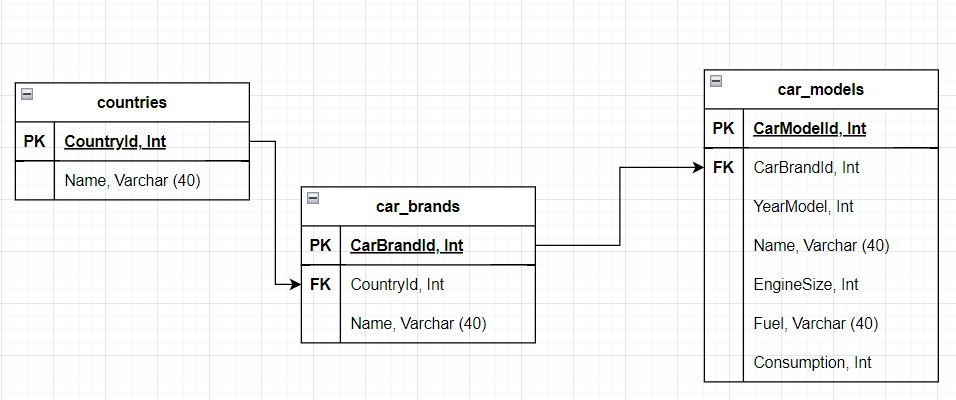 countries
PK CountryId, Int
Name, Varchar (40)
car_brands
PK CarBrandId, Int
FK CountryId, Int
Name, Varchar (40)
car_models
PK CarModelId, Int
FK CarBrandId, Int
YearModel, Int
Name, Varchar (40)
EngineSize, Int
Fuel, Varchar (40)
Consumption, Int